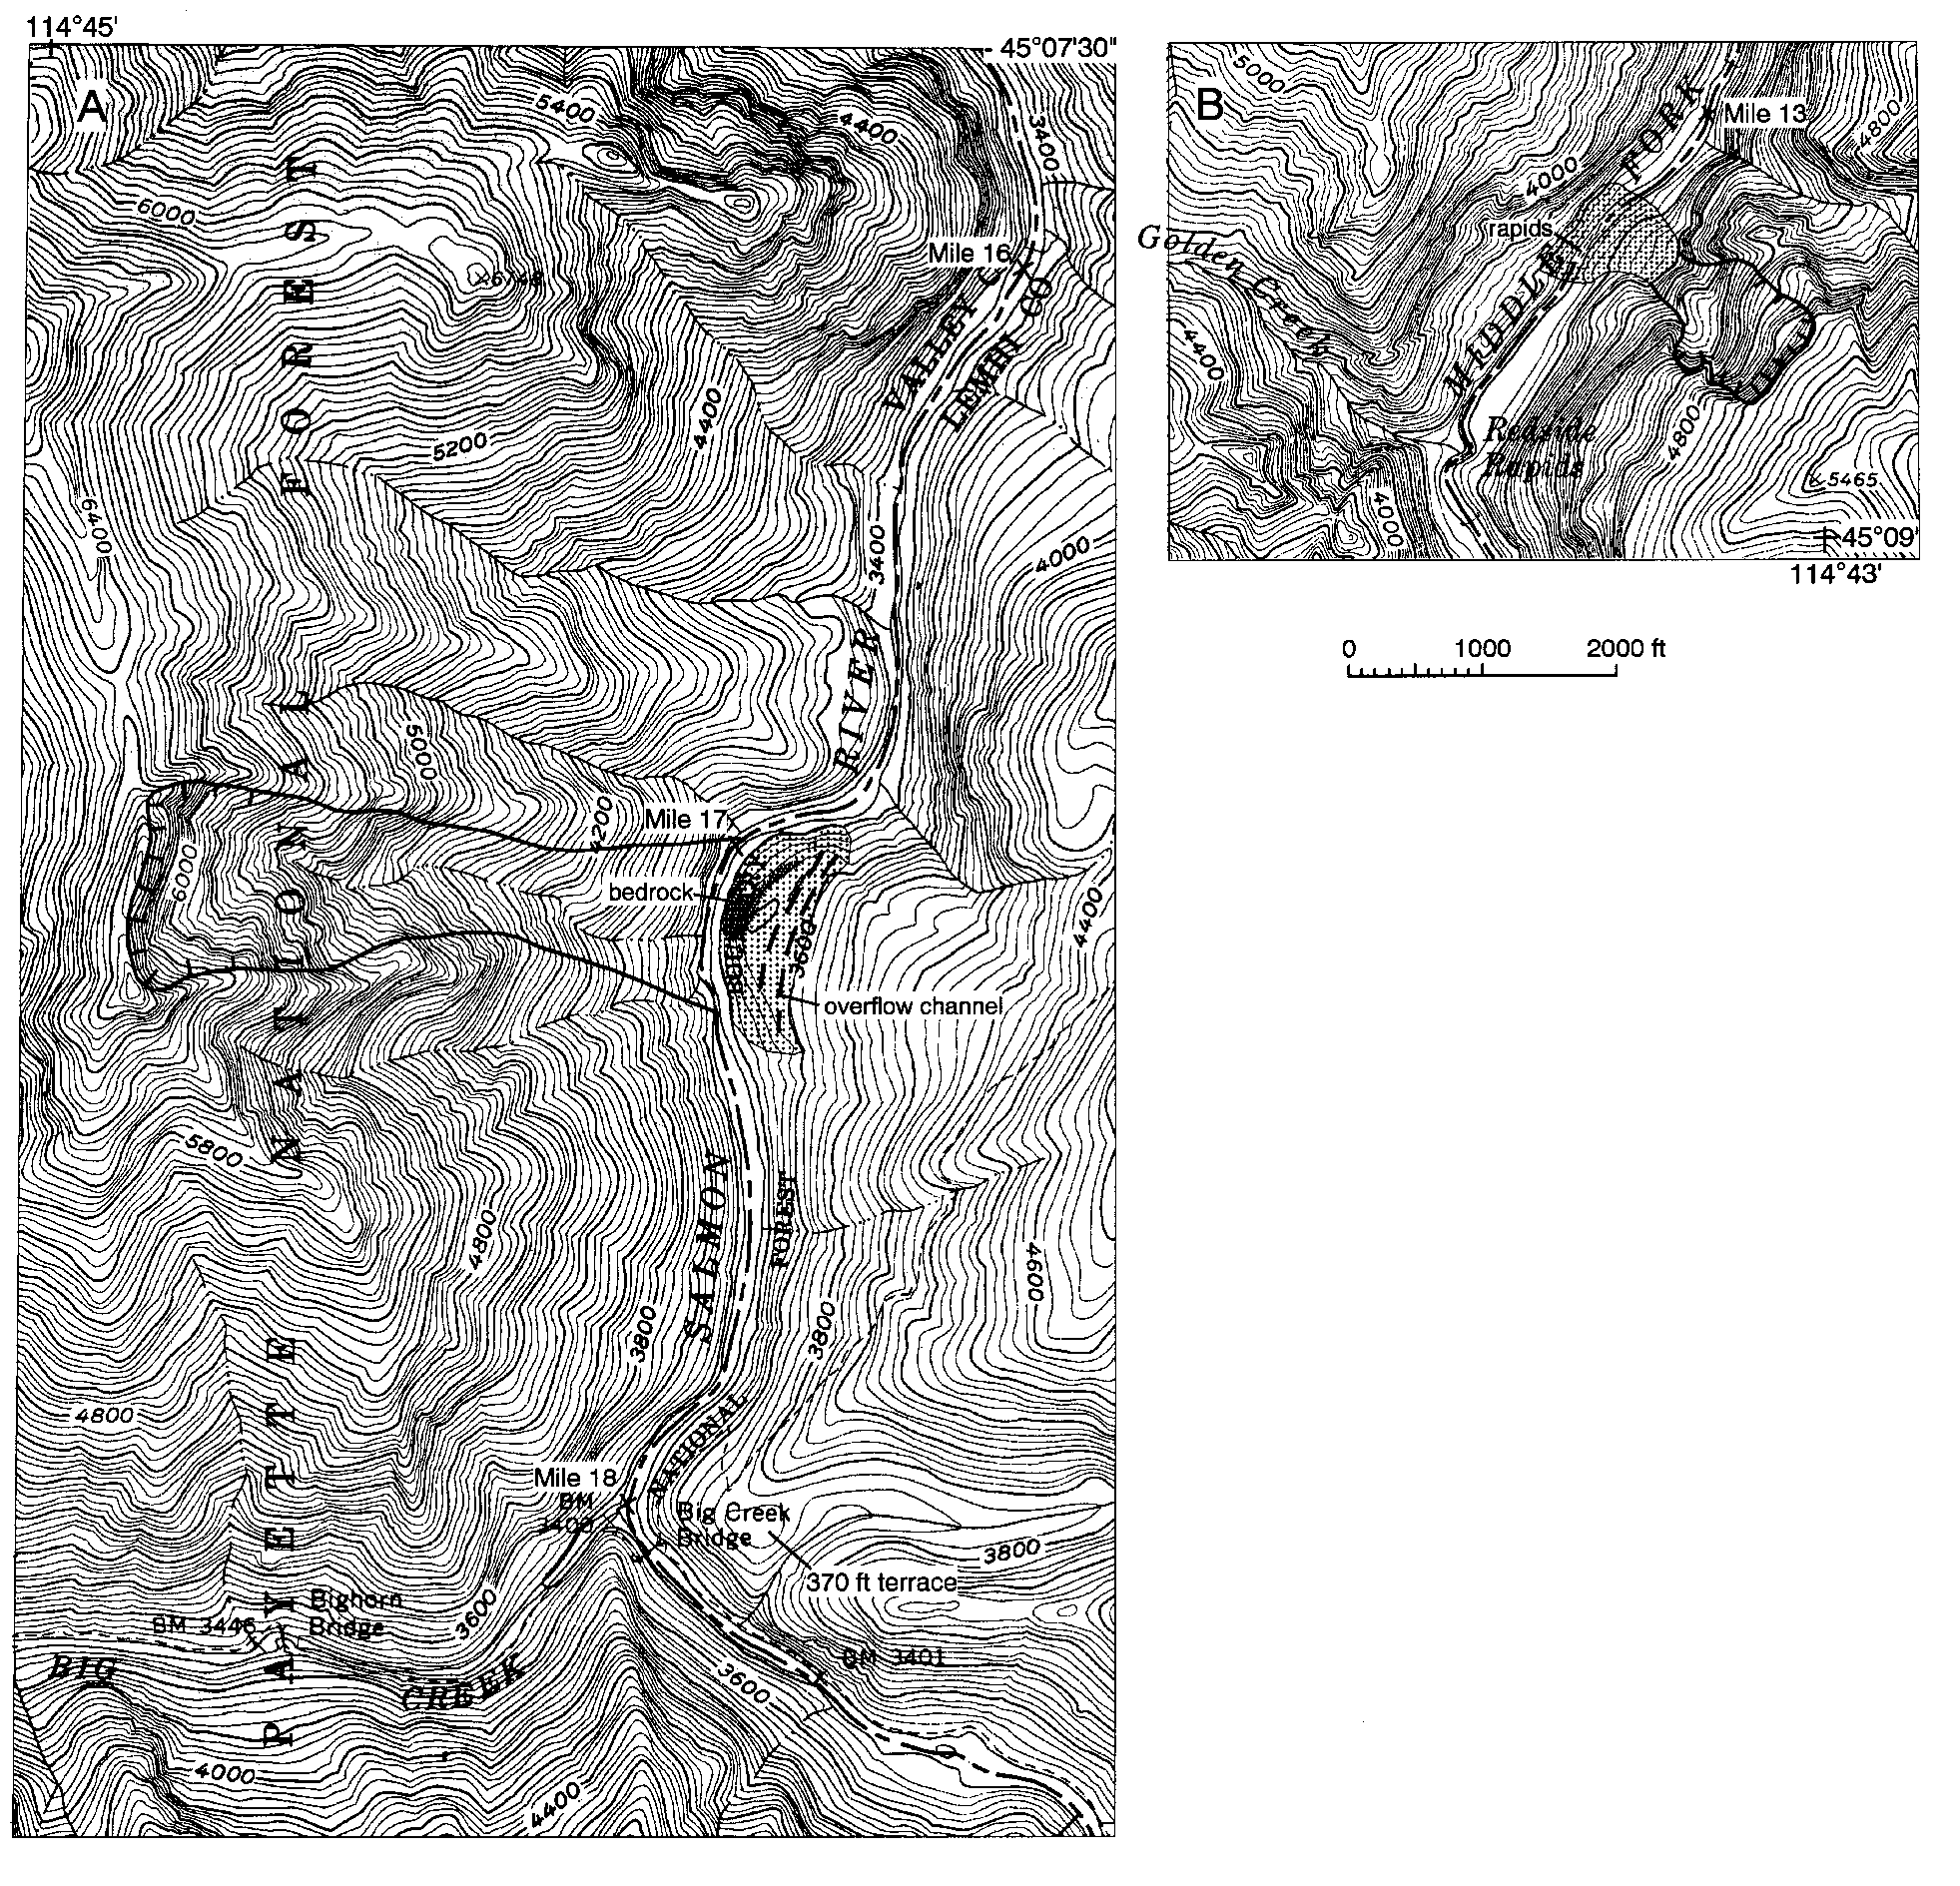 114°45'
45°07'30"
A
5400
4400
3400
6000
×6748
Mile 16
VALLEY CO
LEMHI CO
4400
5200
6400
3400
4000
RIVER
5000
4200
Mile 17
6000
bedrock
BOUNDARY
3600
4400
overflow channel
5800
4800
SALMON
FOREST
4600
3800
3800
4800
NATIONAL
Mile 18
BM
3408
Big Creek
Bridge
3800
370 ft terrace
Bighorn
Bridge
3600
BM 3446
BM 3401
BIG
CREEK
3600
4000
4400
PAYETTE NATIONAL FOREST
B
5000
FORK
Mile 13
4800
4000
rapids
Golden Creek
MIDDLE
4400
Redside
Rapids
4800
×5465
4000
45°09'
114°43'
0 1000 2000 ft